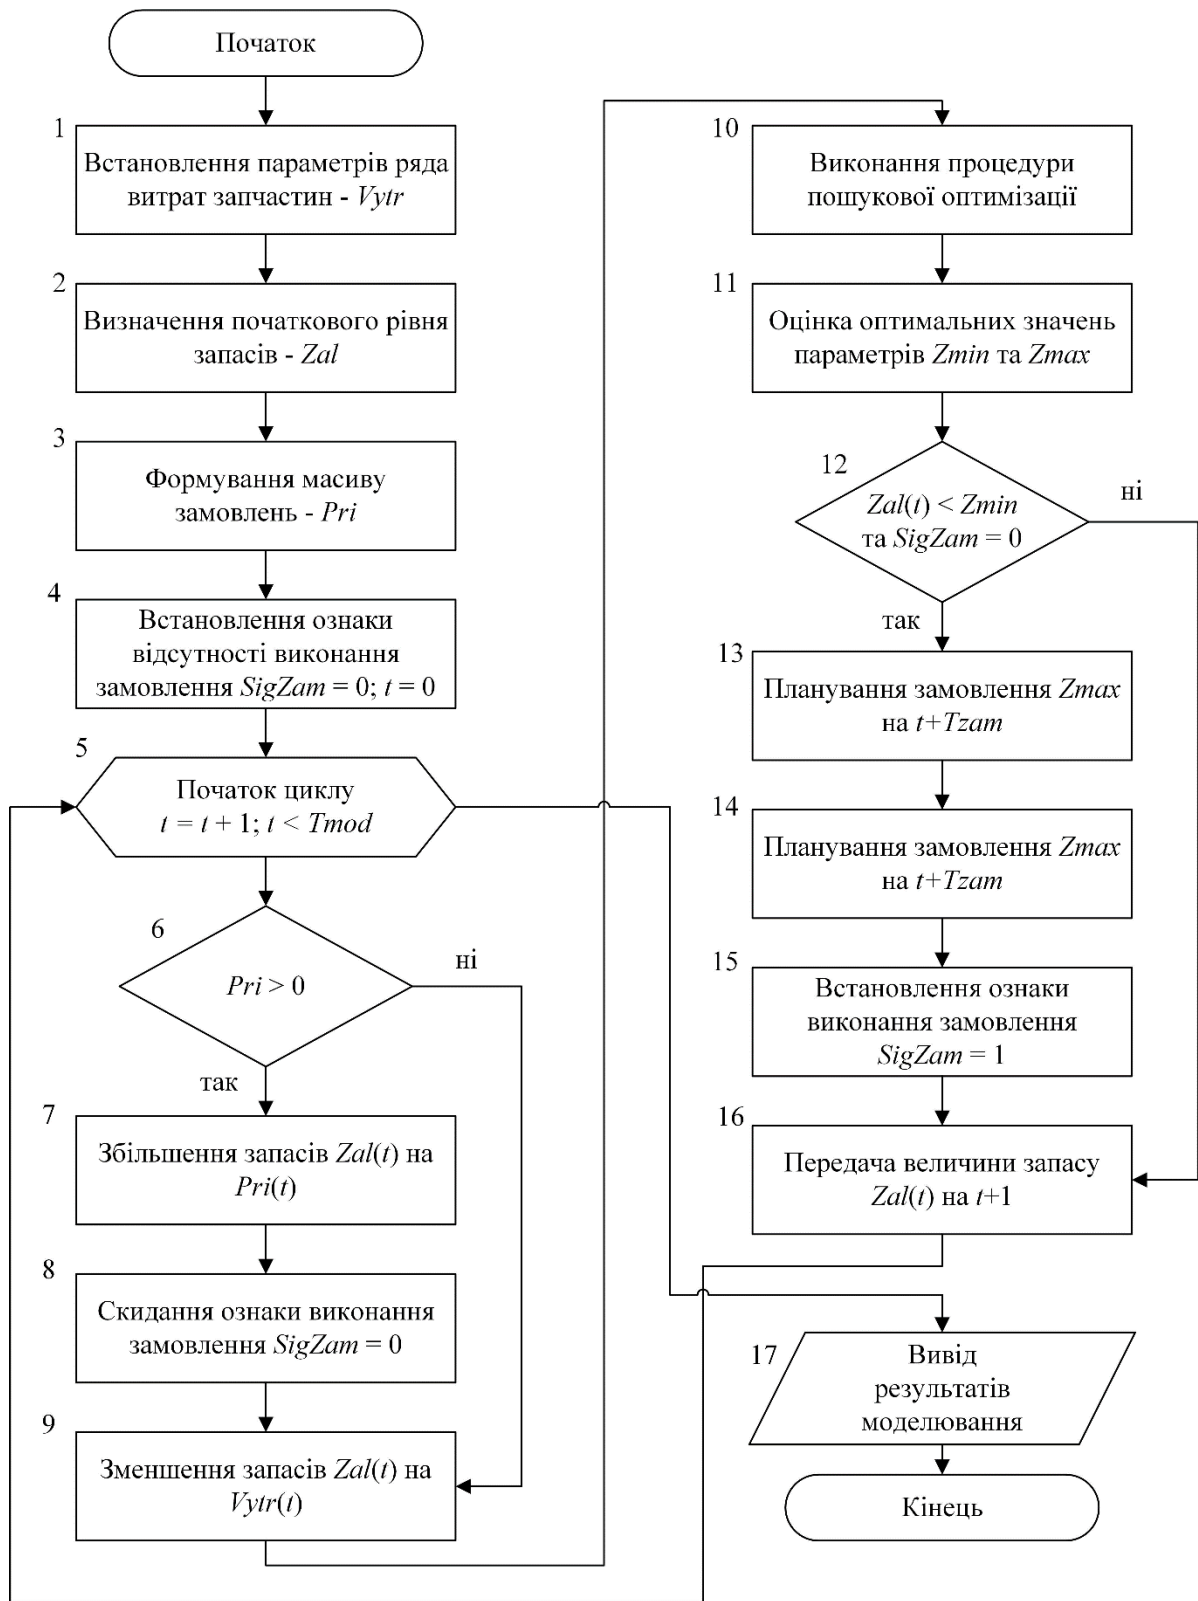 Початок
1
Встановлення параметрів ряда
витрат запчастин - Vytr
2
Визначення початкового рівня
запасів - Zal
3
Формування масиву
замовлень - Pri
4
Встановлення ознаки
відсутності виконання
замовлення SigZam = 0; t = 0
5
Початок циклу
t = t + 1; t < Tmod
6
Pri > 0
ні
так
7
Збільшення запасів Zal(t) на
Pri(t)
8
Скидання ознаки виконання
замовлення SigZam = 0
9
Зменшення запасів Zal(t) на
Vytr(t)
10
Виконання процедури
пошукової оптимізації
11
Оцінка оптимальних значень
параметрів Zmin та Zmax
12
Zal(t) < Zmin
та SigZam = 0
ні
так
13
Планування замовлення Zmax
на t+Tzam
14
Планування замовлення Zmax
на t+Tzam
15
Встановлення ознаки
виконання замовлення
SigZam = 1
16
Передача величини запасу
Zal(t) на t+1
17
Вивід
результатів
моделювання
Кінець